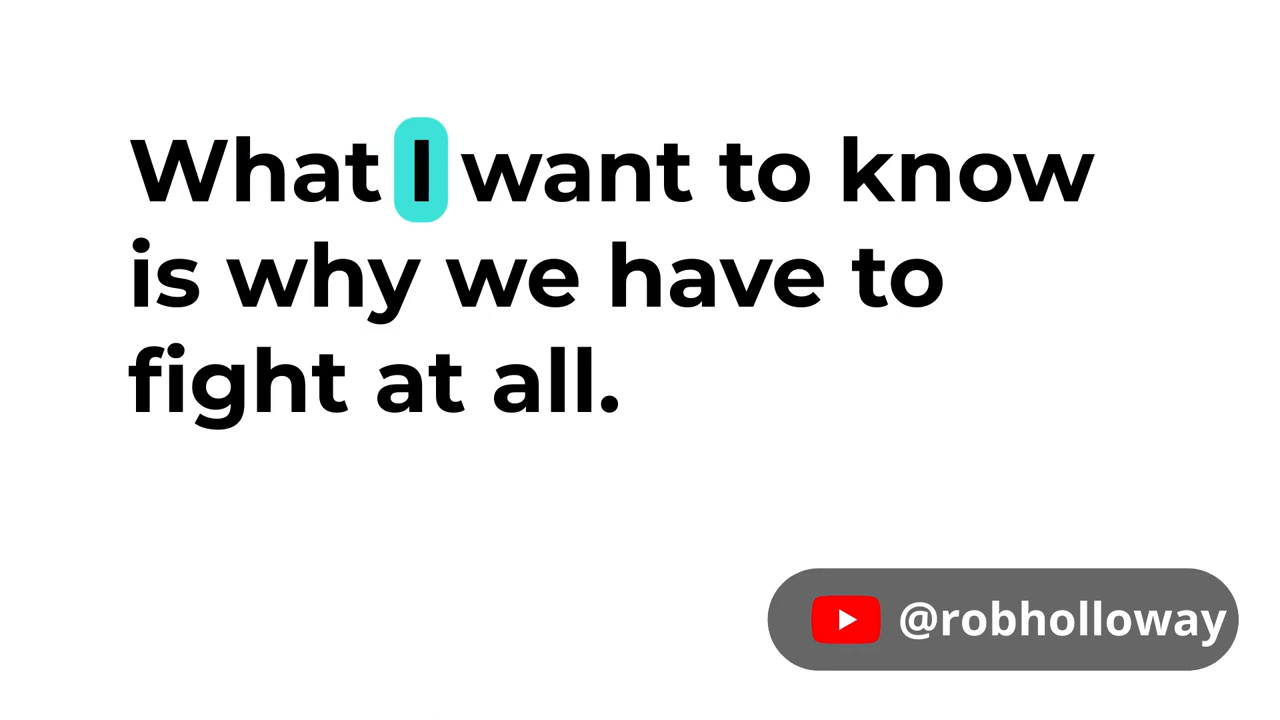 What I want to know
is why we have to
fight at all.
@robholloway